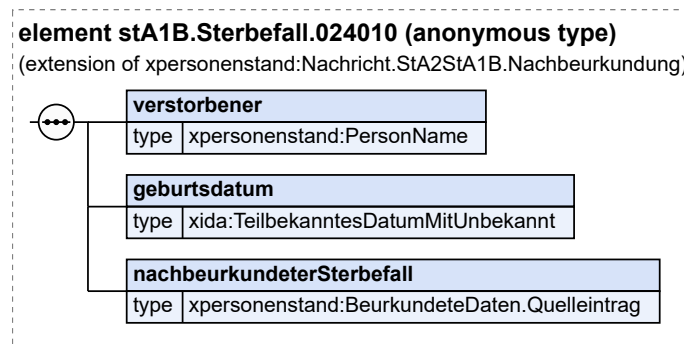 element stA1B.Sterbefall.024010 (anonymous type)
(extension of xpersonenstand:Nachricht.StA2StA1B.Nachbeurkundung)
verstorbener
type xpersonenstand:PersonName
geburtsdatum
type xida:TeilbekanntesDatumMitUnbekannt
nachbeurkundeterSterbefall
type xpersonenstand:BeurkundeteDaten.Quelleintrag